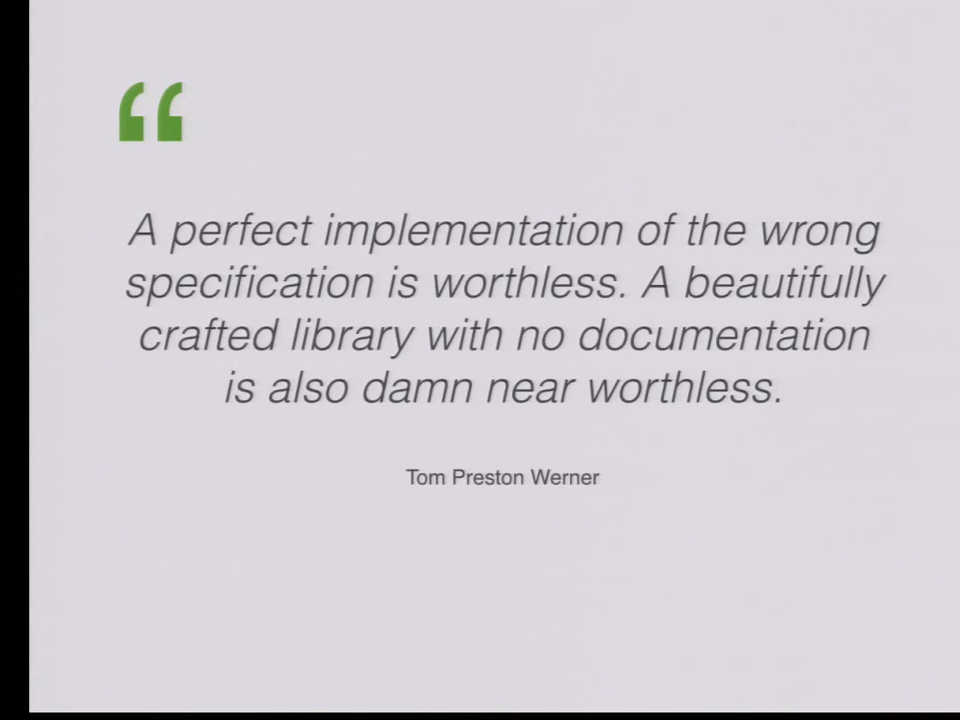 “
A perfect implementation of the wrong
specification is worthless. A beautifully
crafted library with no documentation
is also damn near worthless.
Tom Preston Werner